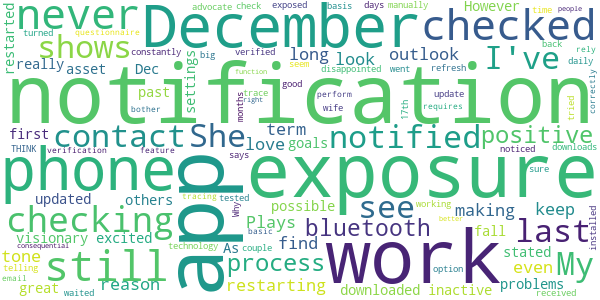 restarted never December advocate check exposed basis days manually checked
turned questionnaire time However people
shows really constantly verified big long look outlook I've back rely
asset Dec disappointed went refresh daily
notification
settings past trace good perform wife update requires tried 17th correctly
THINK bother months function right noticed downloads sure
first contact She term love goals notified positive
verification feature says
phone app exposure
updated others possible see installed
visionary excited tested Why Plays find bluetooth making keep fall working better
checking tracing As basic couple technology option process stated even
tone telling reason still work last My
consequential email great waited restarting downloaded inactive received problems
seem